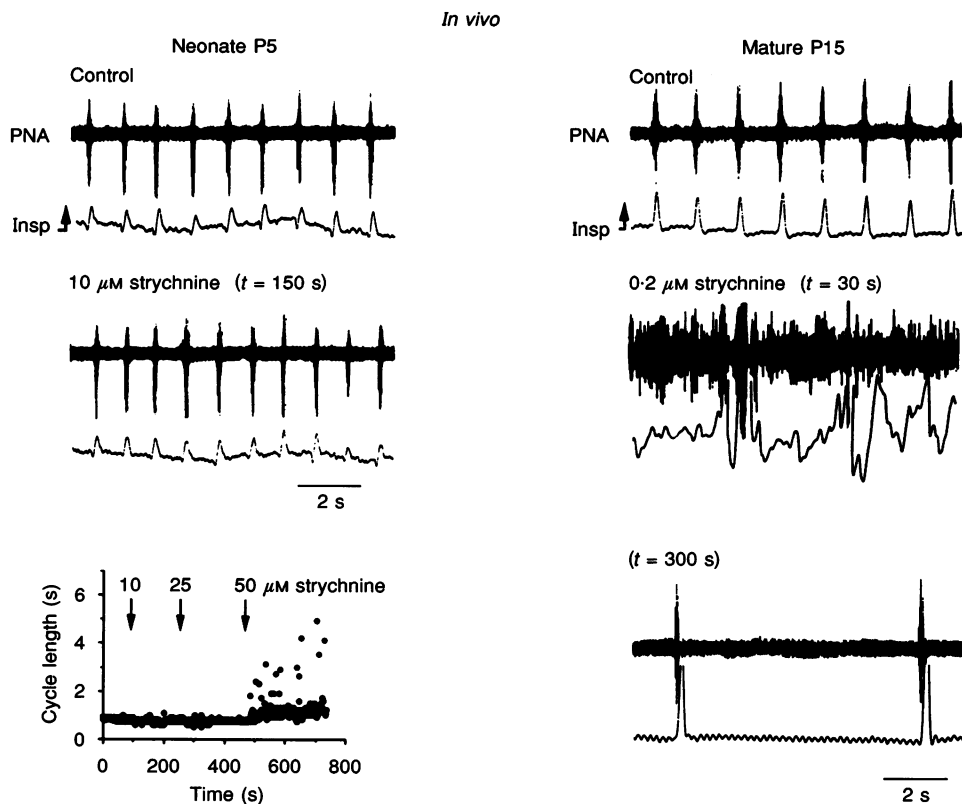 In vivo
Neonate P5
Control
PNA
Insp
10 μM strychnine (t = 150 s)
2 s
10 25 50 μM strychnine
Cycle length (s)
6
4
2
0
0 200 400 600 800
Time (s)
Mature P15
Control
PNA
Insp
0·2 μM strychnine (t = 30 s)
(t = 300 s)
2 s